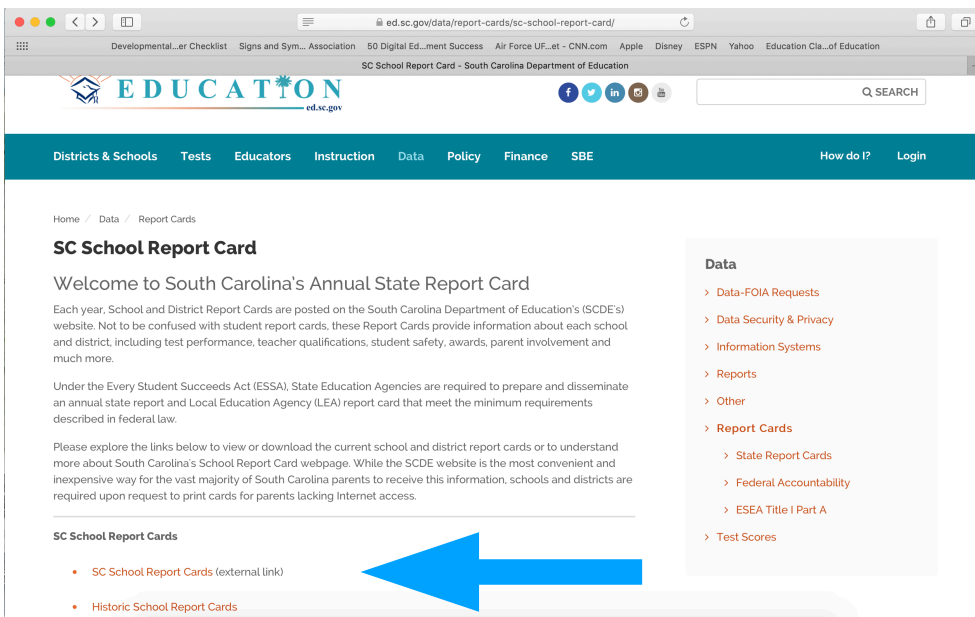 ed.sc.gov/data/report-cards/sc-school-report-card/
Developmental...er Checklist Signs and Sym... Association 50 Digital Ed...ment Success Air Force UF...et - CNN.com Apple Disney ESPN Yahoo Education Cla...of Education
SC School Report Card - South Carolina Department of Education
EDUCATION
ed.sc.gov
SEARCH
Districts & Schools Tests Educators Instruction Data Policy Finance SBE How do I? Login
Home / Data / Report Cards
SC School Report Card
Welcome to South Carolina's Annual State Report Card
Each year, School and District Report Cards are posted on the South Carolina Department of Education's (SCDE's)
website. Not to be confused with student report cards, these Report Cards provide information about each school
and district, including test performance, teacher qualifications, student safety, awards, parent involvement and
much more.
Under the Every Student Succeeds Act (ESSA), State Education Agencies are required to prepare and disseminate
an annual state report and Local Education Agency (LEA) report card that meet the minimum requirements
described in federal law.
Please explore the links below to view or download the current school and district report cards or to understand
more about South Carolina's School Report Card webpage. While the SCDE website is the most convenient and
inexpensive way for the vast majority of South Carolina parents to receive this information, schools and districts are
required upon request to print cards for parents lacking Internet access.
SC School Report Cards
SC School Report Cards (external link)
Historic School Report Cards
Data
Data-FOIA Requests
Data Security & Privacy
Information Systems
Reports
Other
Report Cards
State Report Cards
Federal Accountability
ESEA Title I Part A
Test Scores